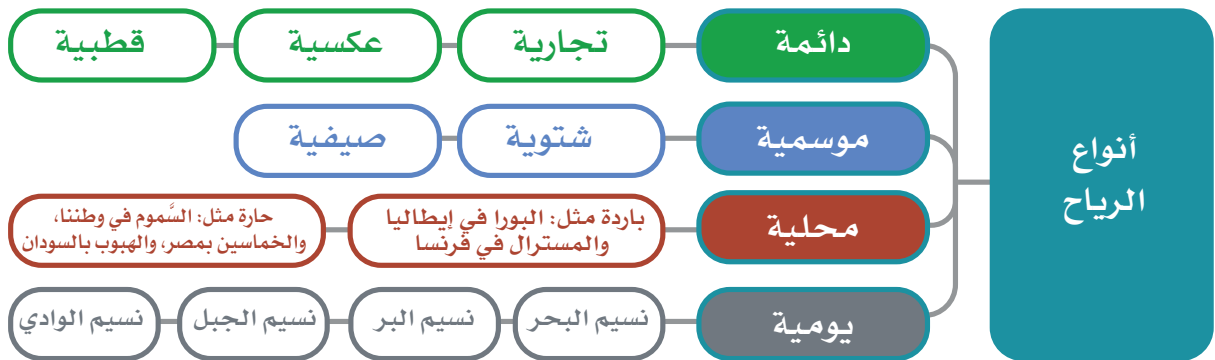 أنواع
الرياح
دائمة
تجارية
عكسية
قطبية
موسمية
شتوية
صيفية
محلية
باردة مثل: البورا في إيطاليا
والمسترال في فرنسا
حارة مثل: السَّموم في وطننا،
والخماسين بمصر، والهبوب بالسودان
يومية
نسيم البحر
نسيم البر
نسيم الجبل
نسيم الوادي